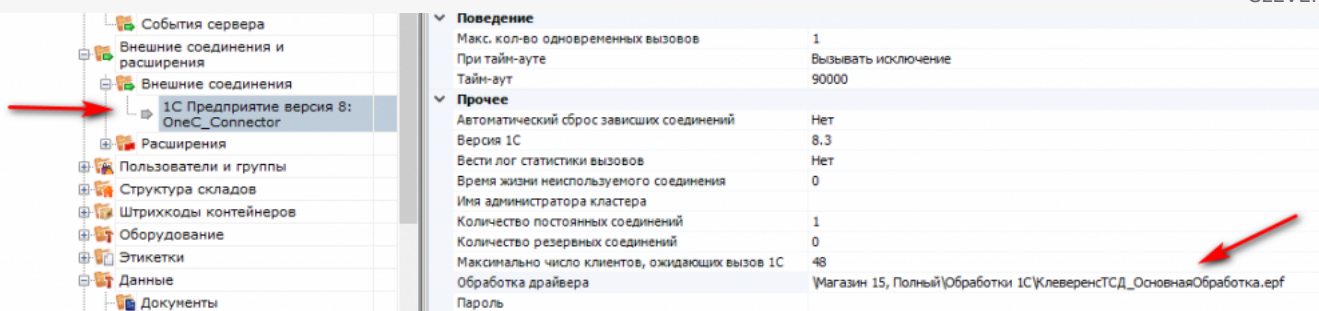 События сервера
Внешние соединения и
расширения
Внешние соединения
1С Предприятие версия 8:
OneC_Connector
Расширения
Пользователи и группы
Структура складов
Штрихкоды контейнеров
Оборудование
Этикетки
Данные
Документы
Поведение
Макс. кол-во одновременных вызовов 1
При тайм-ауте Вызывать исключение
Тайм-аут 90000
Прочее
Автоматический сброс зависших соединений Нет
Версия 1С 8.3
Вести лог статистики вызовов Нет
Время жизни неиспользуемого соединения 0
Имя администратора кластера
Количество постоянных соединений 1
Количество резервных соединений 0
Максимально число клиентов, ожидающих вызов 1С 48
Обработка драйвера \Магазин 15, Полный\Обработки 1С\КлеверенсТСД_ОсновнаяОбработка.epf
Пароль